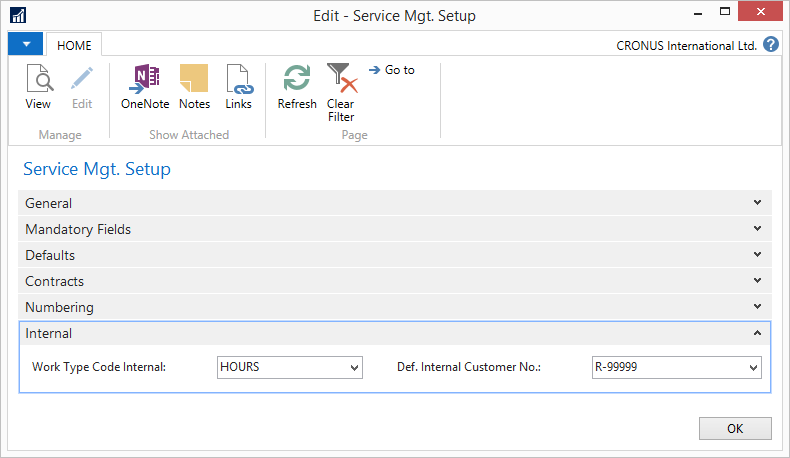 Edit - Service Mgt. Setup
HOME
CRONUS International Ltd. ?
View
Edit
OneNote
Notes
Links
Refresh
Clear
Filter
Go to
Manage
Show Attached
Page
Service Mgt. Setup
General
Mandatory Fields
Defaults
Contracts
Numbering
Internal
Work Type Code Internal: HOURS Def. Internal Customer No.: R-99999
OK